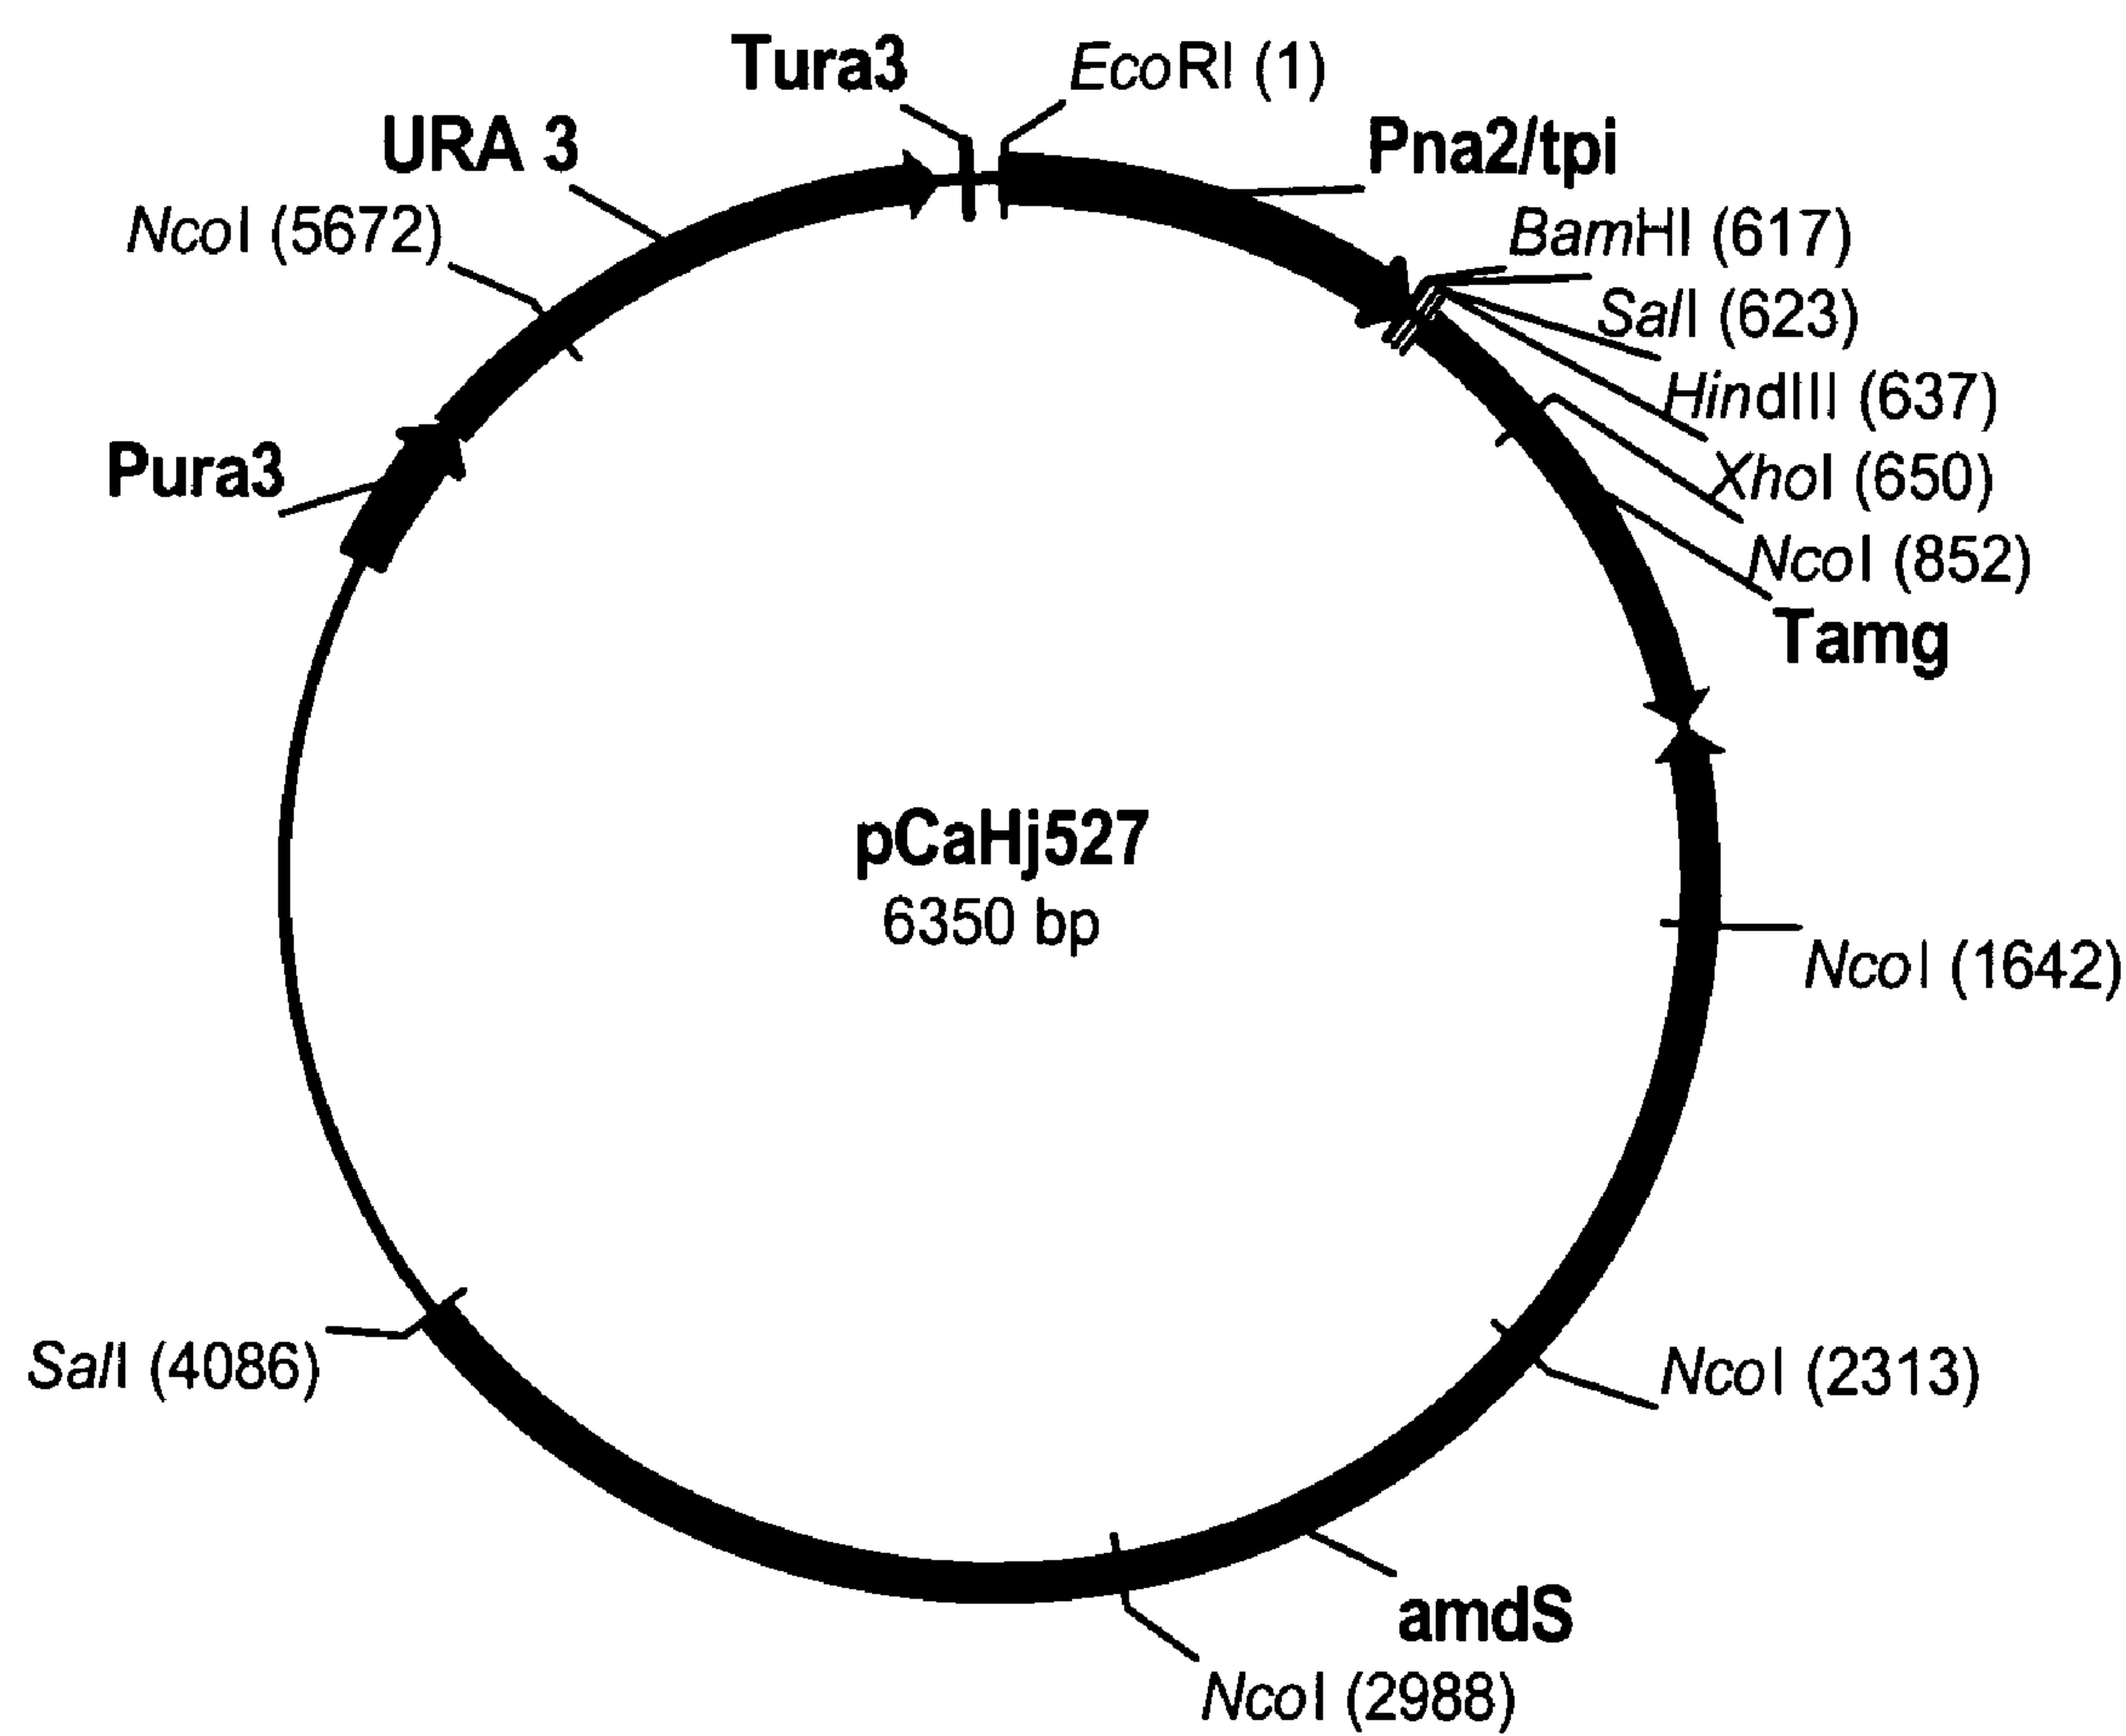 Tura3
EcoRI (1)
URA 3
Pna2/tpi
NcoI (5672)
BamHI (617)
SalI (623)
HindIII (637)
Pura3
XhoI (650)
NcoI (852)
Tamg
pCaHj527
6350 bp
NcoI (1642)
SalI (4086)
NcoI (2313)
amdS
NcoI (2988)